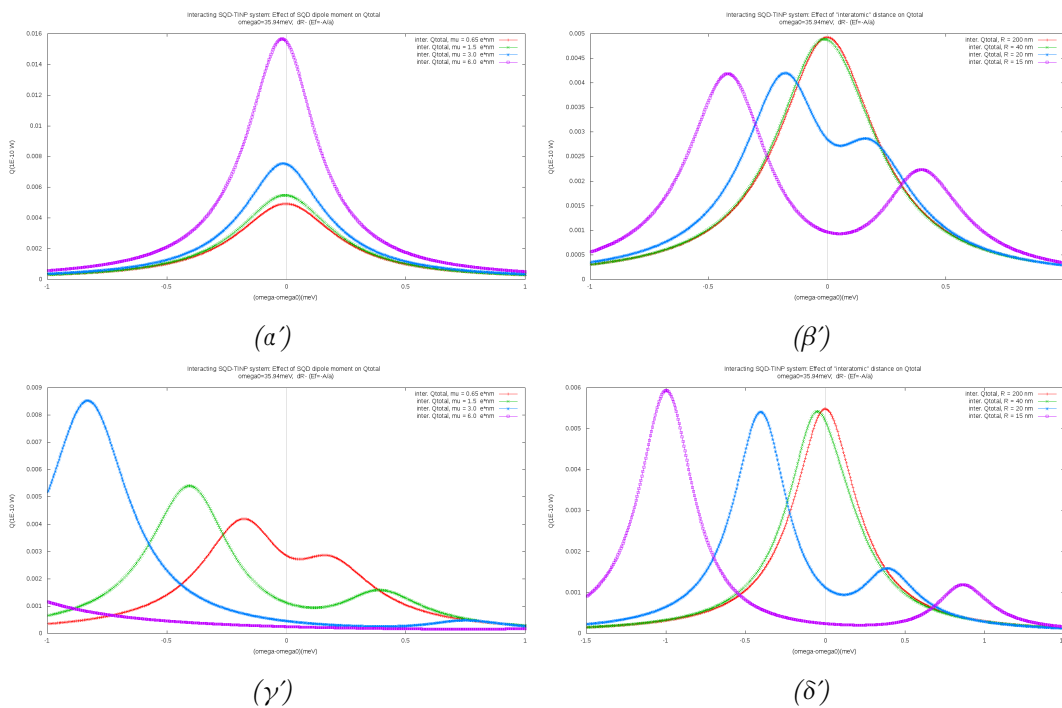 Interacting SQD-TINP system: Effect of SQD dipole moment on Qtotal
omega0=35.94meV, dR- (Ef=-A/a)
inter. Qtotal, mu = 0.65 e*nm
inter. Qtotal, mu = 1.5 e*nm
inter. Qtotal, mu = 3.0 e*nm
inter. Qtotal, mu = 6.0 e*nm
Q(1E-10 W)
0.016
0.014
0.012
0.01
0.008
0.006
0.004
0.002
0
-1
-0.5
0
0.5
1
(omega-omega0)(meV)
(α′)
Interacting SQD-TINP system: Effect of "interatomic" distance on Qtotal
omega0=35.94meV, dR- (Ef=-A/a)
inter. Qtotal, R = 200 nm
inter. Qtotal, R = 40 nm
inter. Qtotal, R = 20 nm
inter. Qtotal, R = 15 nm
Q(1E-10 W)
0.005
0.0045
0.004
0.0035
0.003
0.0025
0.002
0.0015
0.001
0.0005
0
-1
-0.5
0
0.5
1
(omega-omega0)(meV)
(β′)
Interacting SQD-TINP system: Effect of SQD dipole moment on Qtotal
omega0=35.94meV, dR- (Ef=-A/a)
inter. Qtotal, mu = 0.65 e*nm
inter. Qtotal, mu = 1.5 e*nm
inter. Qtotal, mu = 3.0 e*nm
inter. Qtotal, mu = 6.0 e*nm
Q(1E-10 W)
0.009
0.008
0.007
0.006
0.005
0.004
0.003
0.002
0.001
0
-1
-0.5
0
0.5
1
(omega-omega0)(meV)
(γ′)
Interacting SQD-TINP system: Effect of "interatomic" distance on Qtotal
omega0=35.94meV, dR- (Ef=-A/a)
inter. Qtotal, R = 200 nm
inter. Qtotal, R = 40 nm
inter. Qtotal, R = 20 nm
inter. Qtotal, R = 15 nm
Q(1E-10 W)
0.006
0.005
0.004
0.003
0.002
0.001
0
-1.5
-1
-0.5
0
0.5
1
1.5
(omega-omega0)(meV)
(δ′)